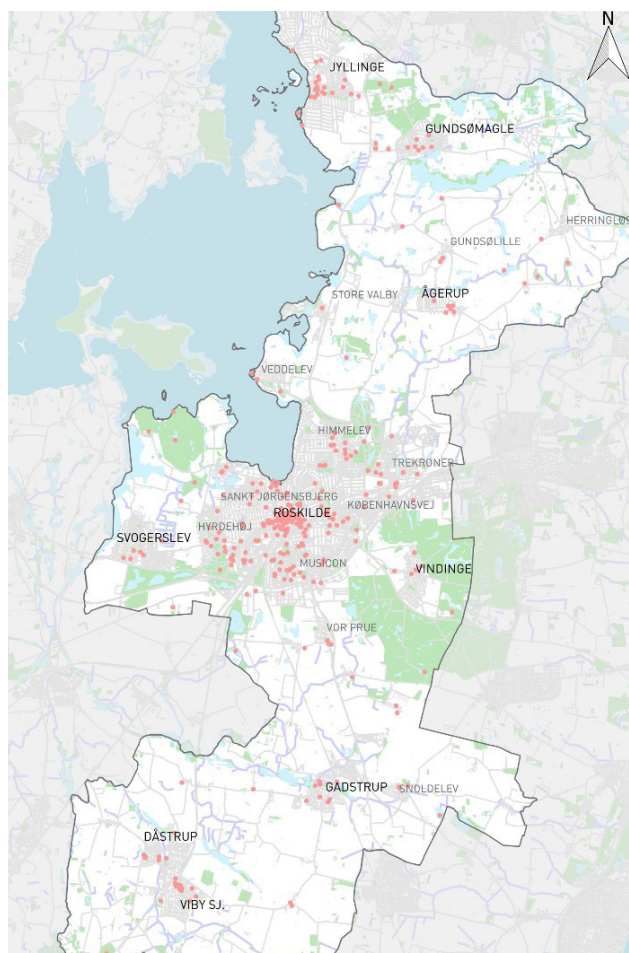 N
JYLLINGE
GUNDSØMAGLE
HERRINGLØS
GUNDSØLILLE
ÅGERUP
STORE VALBY
VEDDELEV
HIMMELEV
TREKRONER
SANKT JØRGENSBJERG
KØBENHAVNSVEJ
ROSKILDE
HYRDEHØJ
SVOGERSLEV
MUSICON
VINDINGE
VOR FRUE
GADSTRUP
SNOLDELEV
DÅSTRUP
VIBY SJ.